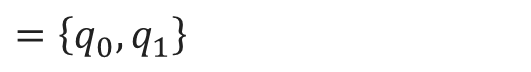 = {q₀, q₁}